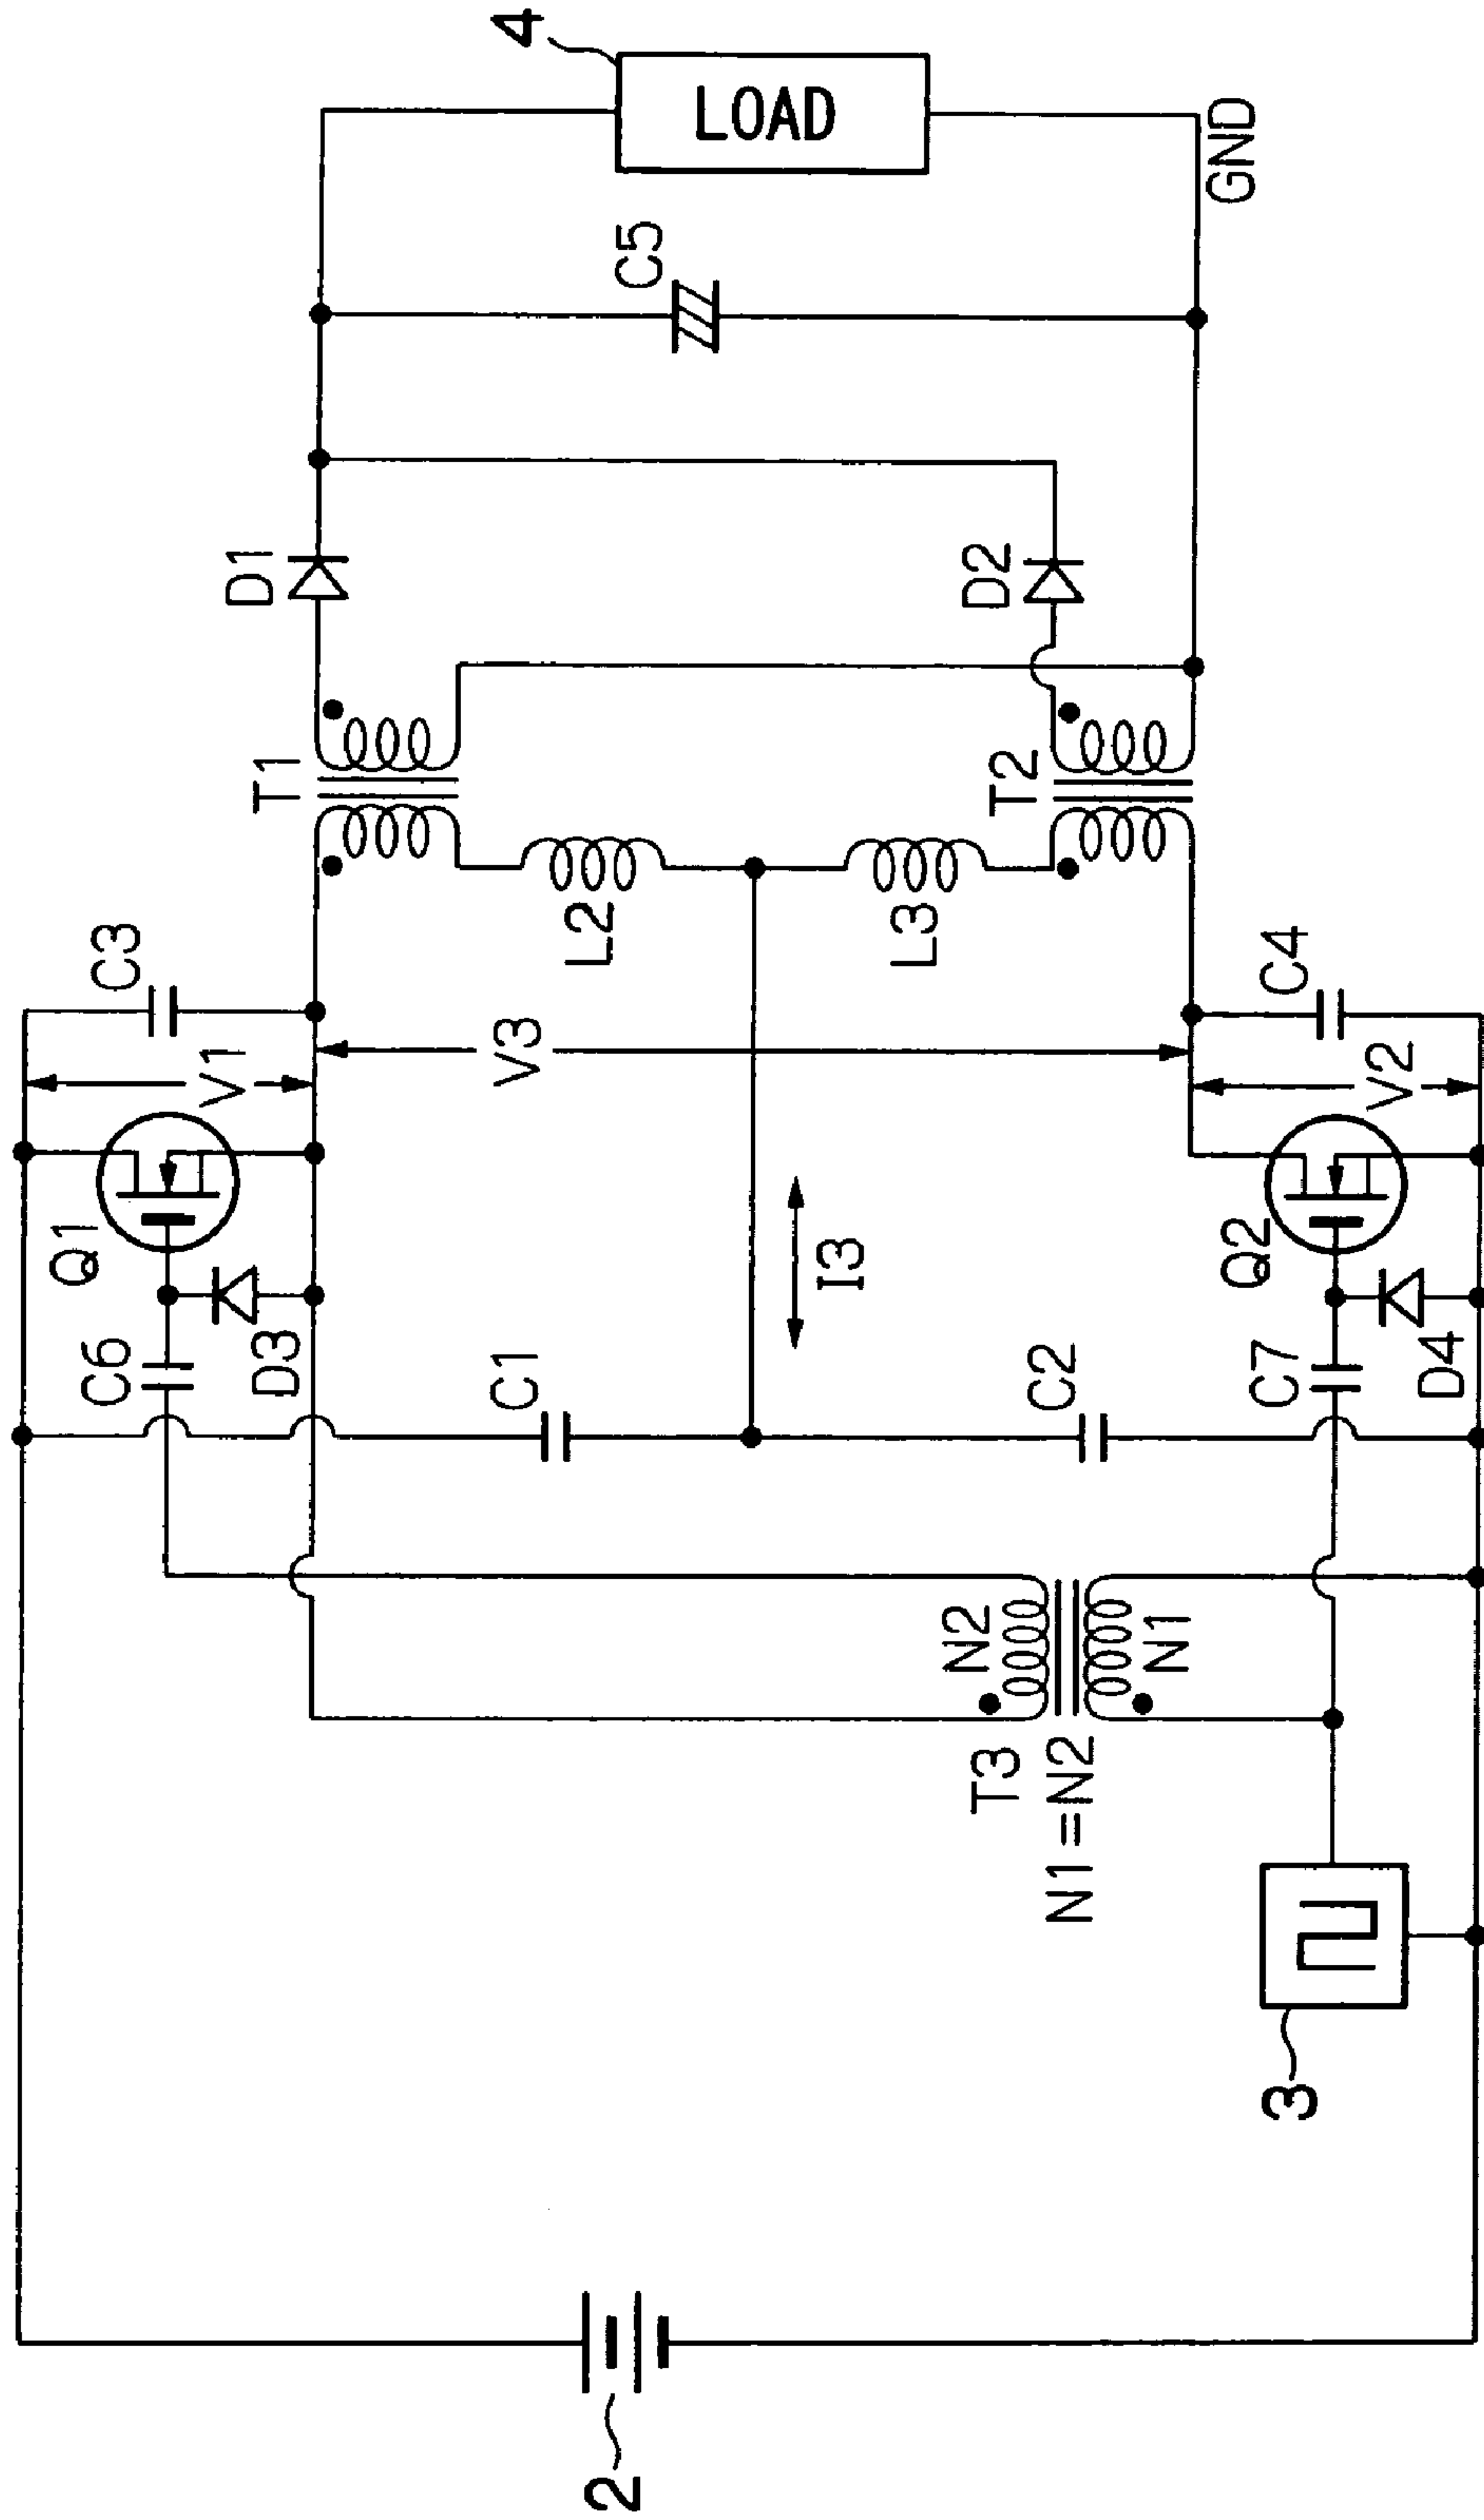 4
LOAD
GND
C5
D1
D2
T1
T2
L2
L3
C3
C4
V1
V3
V2
Q1
Q2
I3
D3
D4
C6
C1
C2
C7
N2
N1
T3
N1=N2
3
2